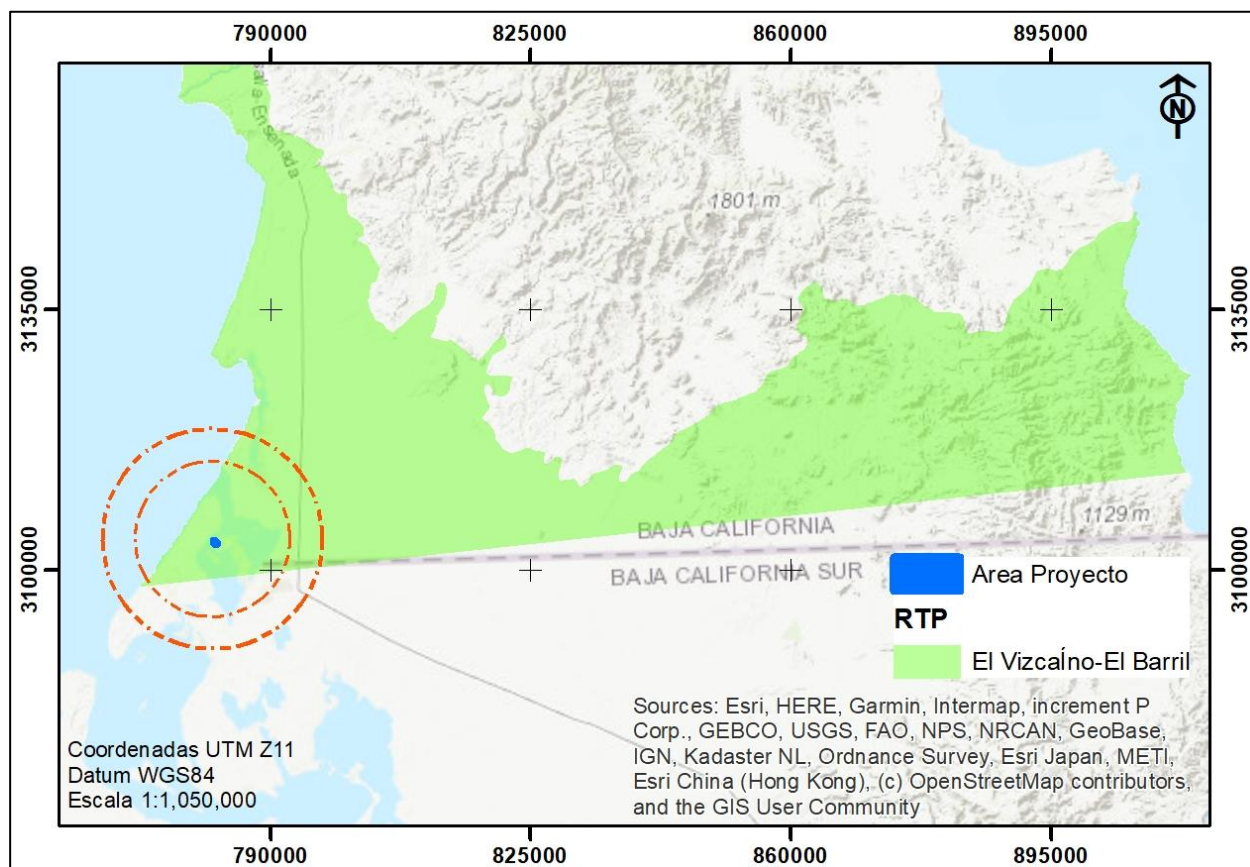 790000 825000 860000 895000
N
alia-Ensenada
1801 m
3135000 3135000
BAJA CALIFORNIA
1129 m
BAJA CALIFORNIA SUR
3100000 3100000
Area Proyecto
RTP
El VizcaÍno-El Barril
Sources: Esri, HERE, Garmin, Intermap, increment P
Corp., GEBCO, USGS, FAO, NPS, NRCAN, GeoBase,
IGN, Kadaster NL, Ordnance Survey, Esri Japan, METI,
Esri China (Hong Kong), (c) OpenStreetMap contributors,
and the GIS User Community
Coordenadas UTM Z11
Datum WGS84
Escala 1:1,050,000
790000 825000 860000 895000